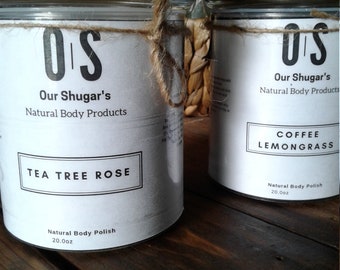 O|S
Our Shugar's
Natural Body Products
TEA TREE ROSE
Natural Body Polish
20.0oz
O|S
Our Shugar's
Natural Body Products
COFFEE
LEMONGRASS
Natural Body Polish
20.0oz